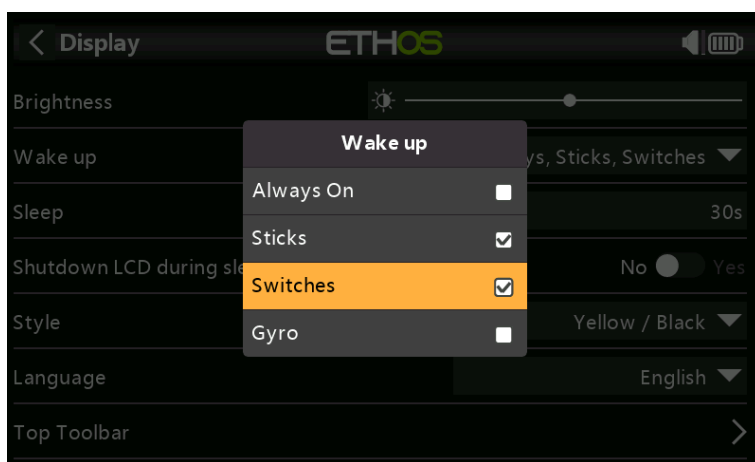 Display
ETHOS
Brightness
Wake up
Wake up
ys, Sticks, Switches
Always On
Sleep
30s
Sticks
Shutdown LCD during sle
No
Yes
Switches
Style
Yellow / Black
Gyro
Language
English
Top Toolbar